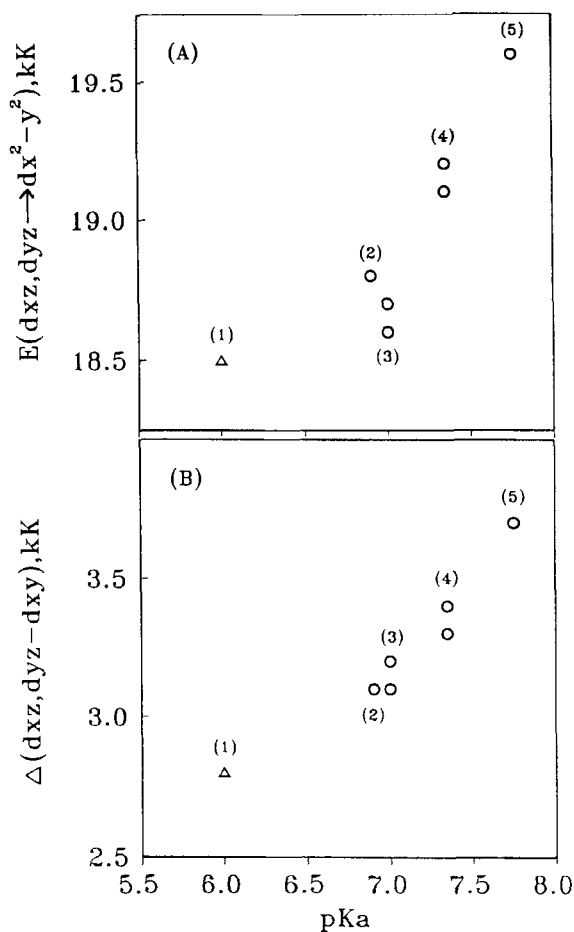 (A)
E(dxz,dyz→dx²−y²),kK
19.5
19.0
18.5
(1)
(2)
(3)
(4)
(5)
(B)
Δ(dxz,dyz−dxy),kK
3.5
3.0
2.5
(1)
(2)
(3)
(4)
(5)
5.5 6.0 6.5 7.0 7.5 8.0
pKa